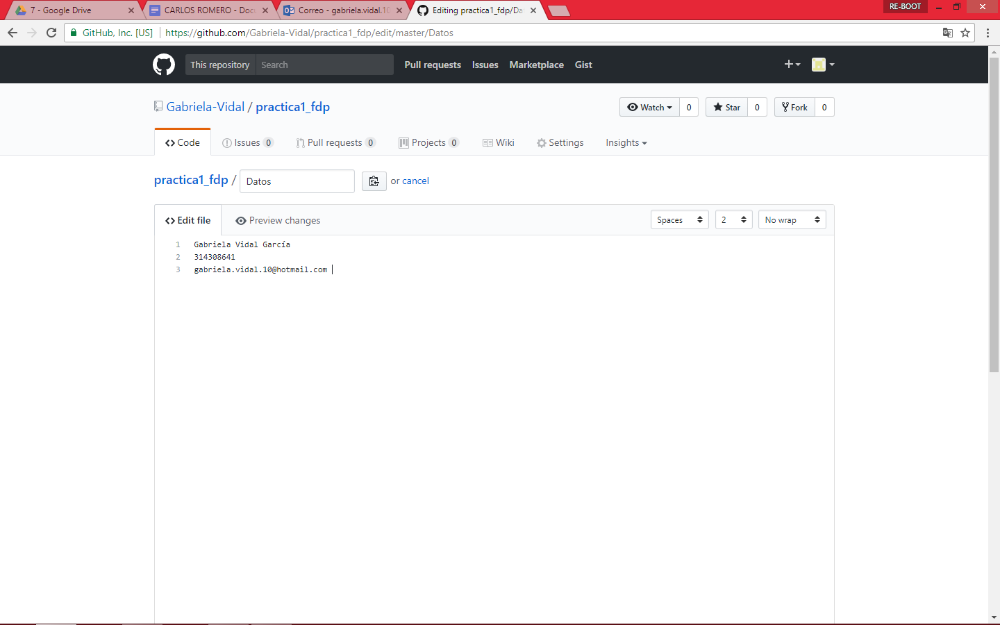 7 - Google Drive
CARLOS ROMERO - Doc
Correo - gabriela.vidal.10
Editing practica1_fdp/Da
RE-BOOT
GitHub, Inc. [US]
https://github.com/Gabriela-Vidal/practica1_fdp/edit/master/Datos
This repository
Search
Pull requests
Issues
Marketplace
Gist
Gabriela-Vidal / practica1_fdp
Watch 0
Star 0
Fork 0
Code
Issues 0
Pull requests 0
Projects 0
Wiki
Settings
Insights
practica1_fdp / Datos
or cancel
Edit file
Preview changes
Spaces
2
No wrap
1 Gabriela Vidal García
2 314308641
3 gabriela.vidal.10@hotmail.com